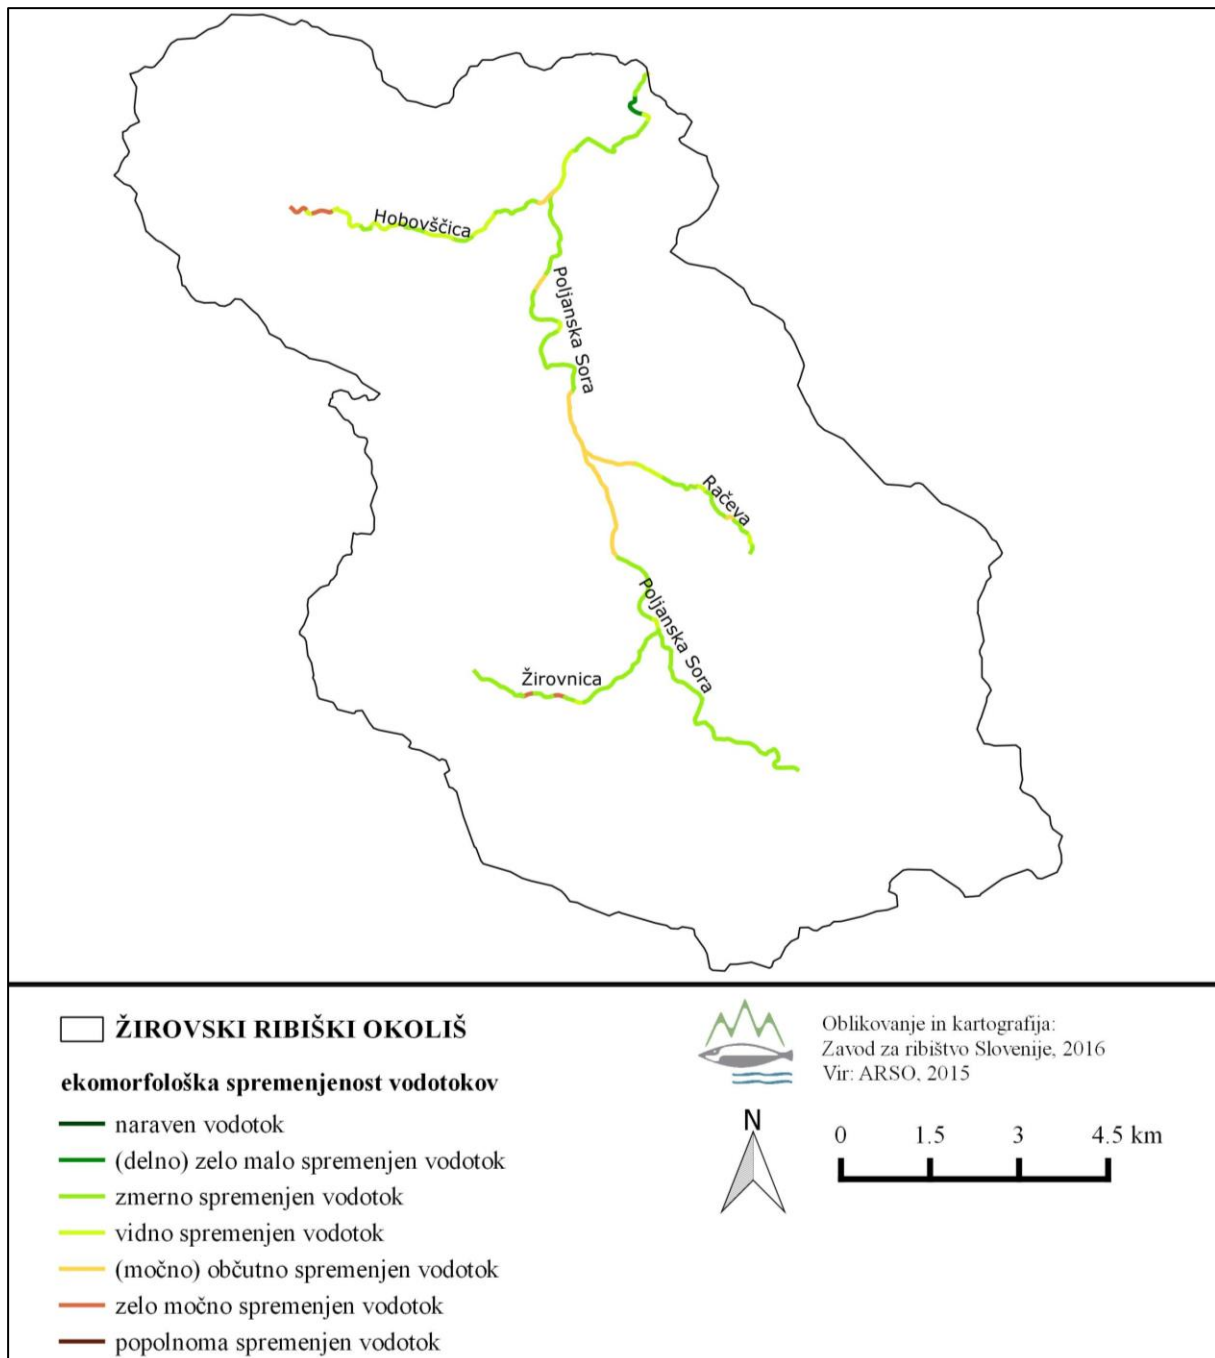 Hobovščica
Poljanska Sora
Račeva
Poljanska Sora
Žirovnica
ŽIROVSKI RIBIŠKI OKOLIŠ
ekomorfološka spremenjenost vodotokov
naraven vodotok
(delno) zelo malo spremenjen vodotok
zmerno spremenjen vodotok
vidno spremenjen vodotok
(močno) občutno spremenjen vodotok
zelo močno spremenjen vodotok
popolnoma spremenjen vodotok
Oblikovanje in kartografija:
Zavod za ribištvo Slovenije, 2016
Vir: ARSO, 2015
N
0 1.5 3 4.5 km